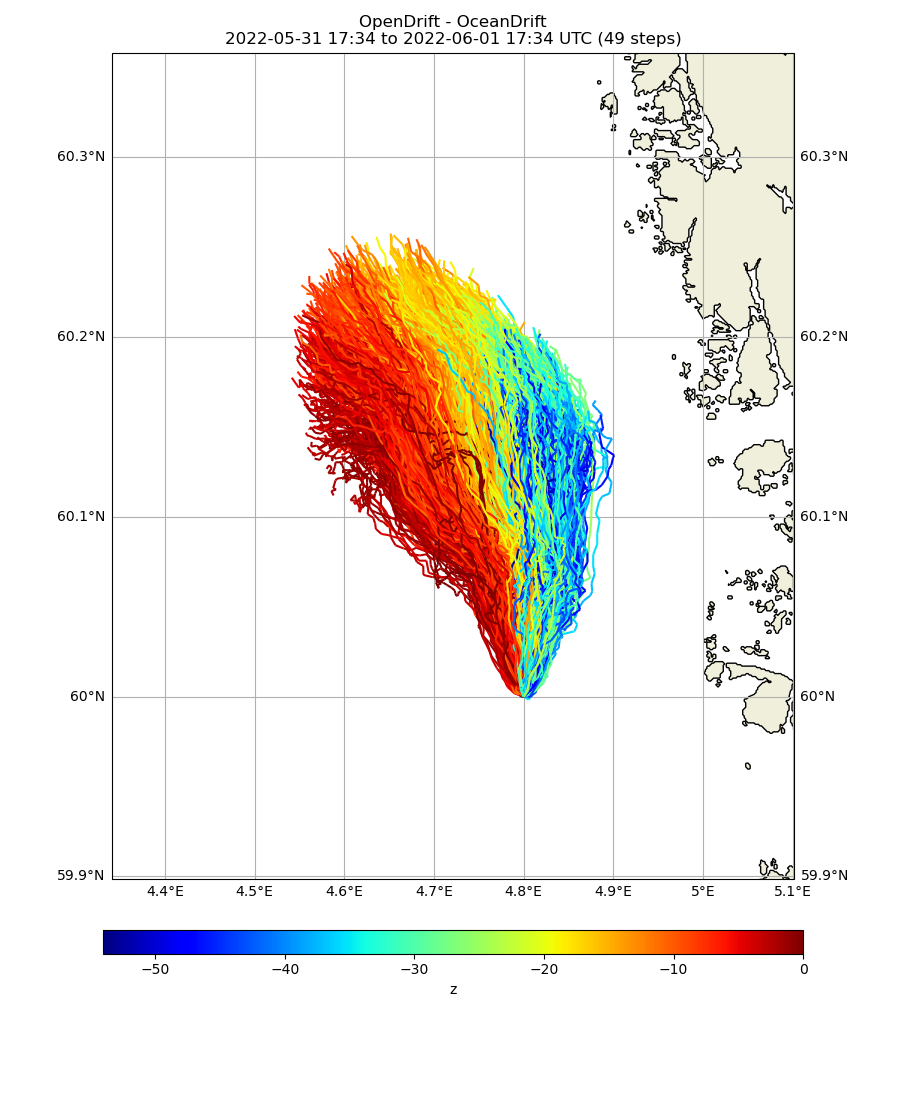 OpenDrift - OceanDrift
2022-05-31 17:34 to 2022-06-01 17:34 UTC (49 steps)
60.3°N 60.3°N
60.2°N 60.2°N
60.1°N 60.1°N
60°N 60°N
59.9°N 59.9°N
4.4°E 4.5°E 4.6°E 4.7°E 4.8°E 4.9°E 5°E 5.1°E
−50 −40 −30 −20 −10 0
z